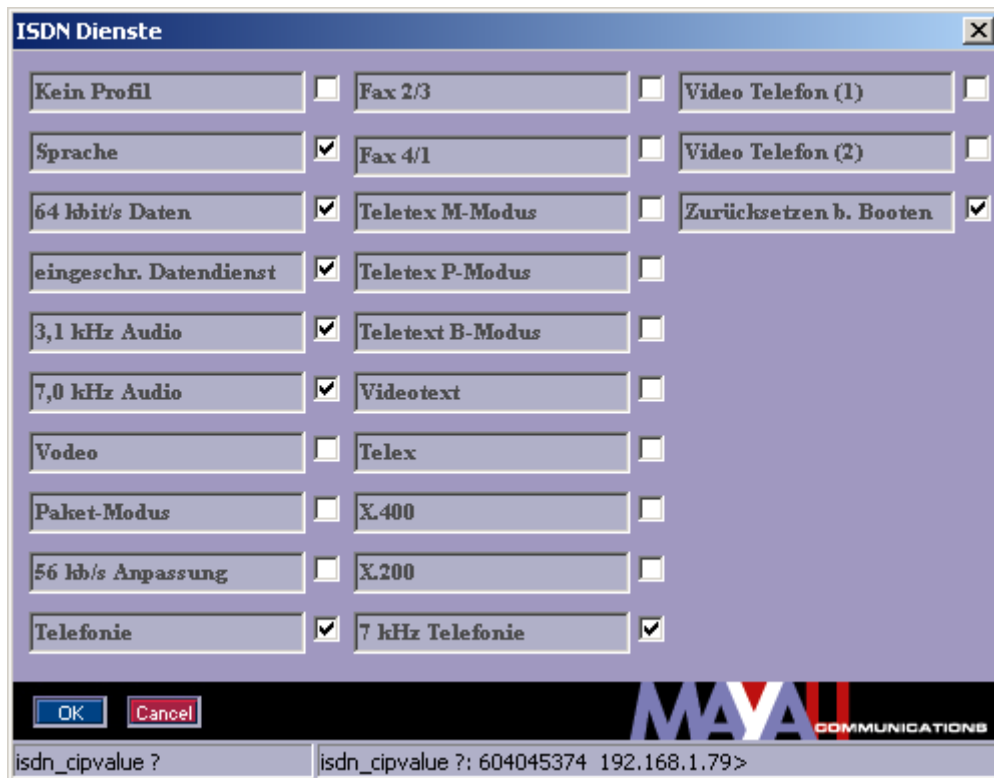 ISDN Dienste
Kein Profil
Sprache
64 kbit/s Daten
eingeschr. Datendienst
3,1 kHz Audio
7,0 kHz Audio
Vodeo
Paket-Modus
56 kb/s Anpassung
Telefonie
Fax 2/3
Fax 4/1
Teletex M-Modus
Teletex P-Modus
Teletext B-Modus
Videotext
Telex
X.400
X.200
7 kHz Telefonie
Video Telefon (1)
Video Telefon (2)
Zurücksetzen b. Booten
OK
Cancel
MAYAH
COMMUNICATIONS
isdn_cipvalue ?
isdn_cipvalue ?: 604045374 192.168.1.79>